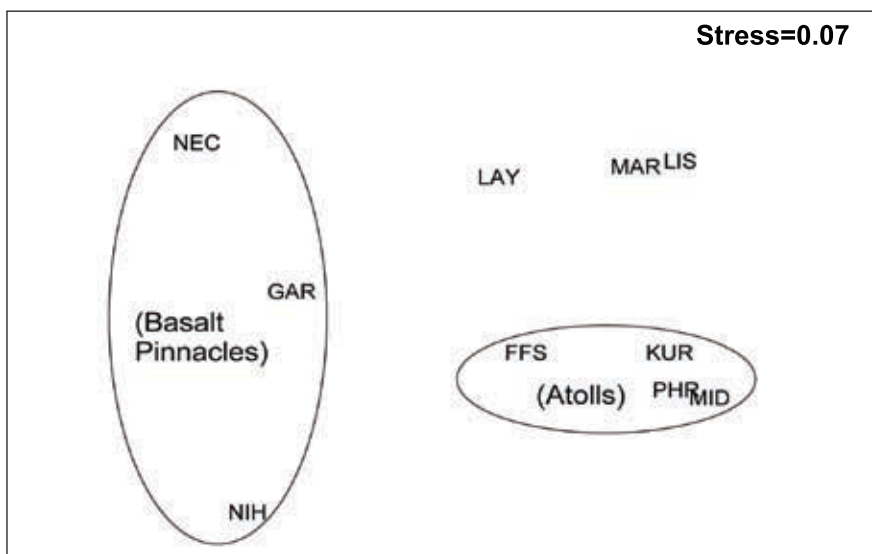 Stress=0.07
NEC
LAY
MAR
LIS
GAR
(Basalt
Pinnacles)
FFS
KUR
(Atolls)
PHR
MID
NIH